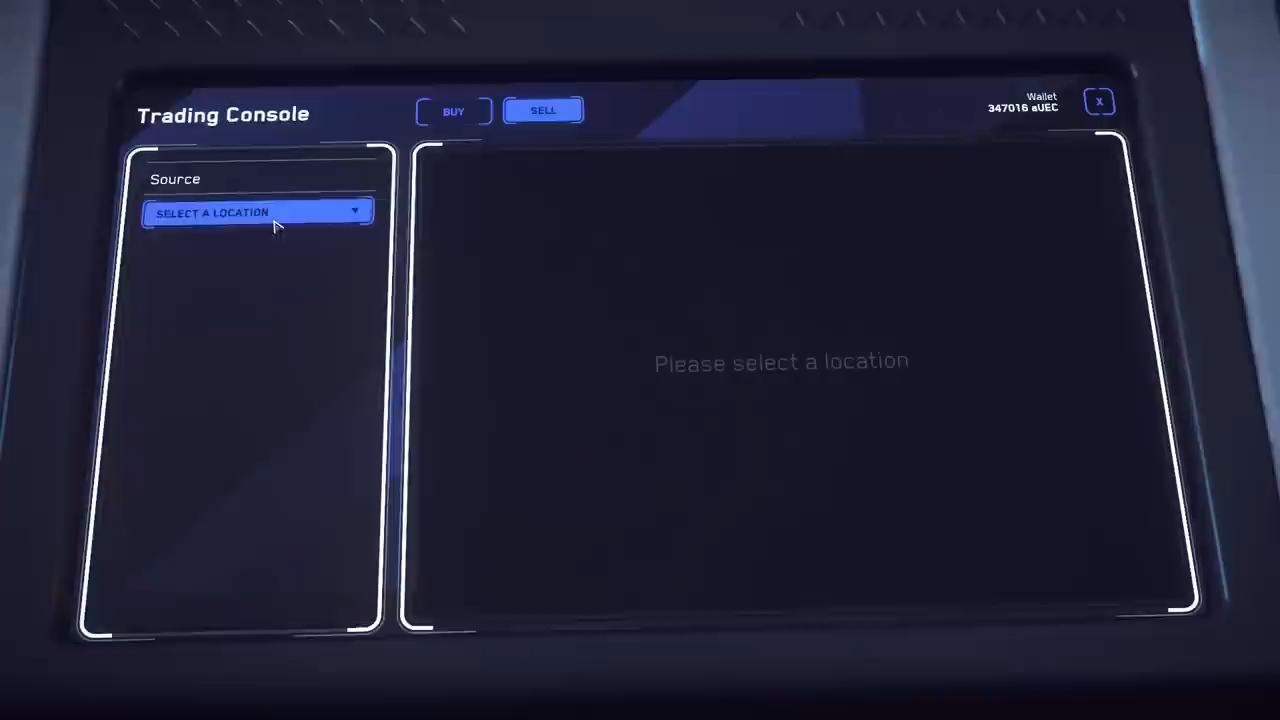 Trading Console
BUY
SELL
Wallet
347016 aUEC
X
Source
SELECT A LOCATION
Please select a location